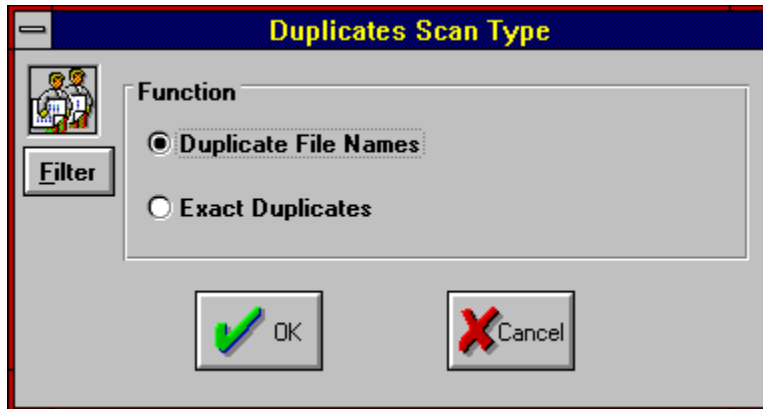 Duplicates Scan Type
Function
Duplicate File Names
Filter
Exact Duplicates
OK
Cancel